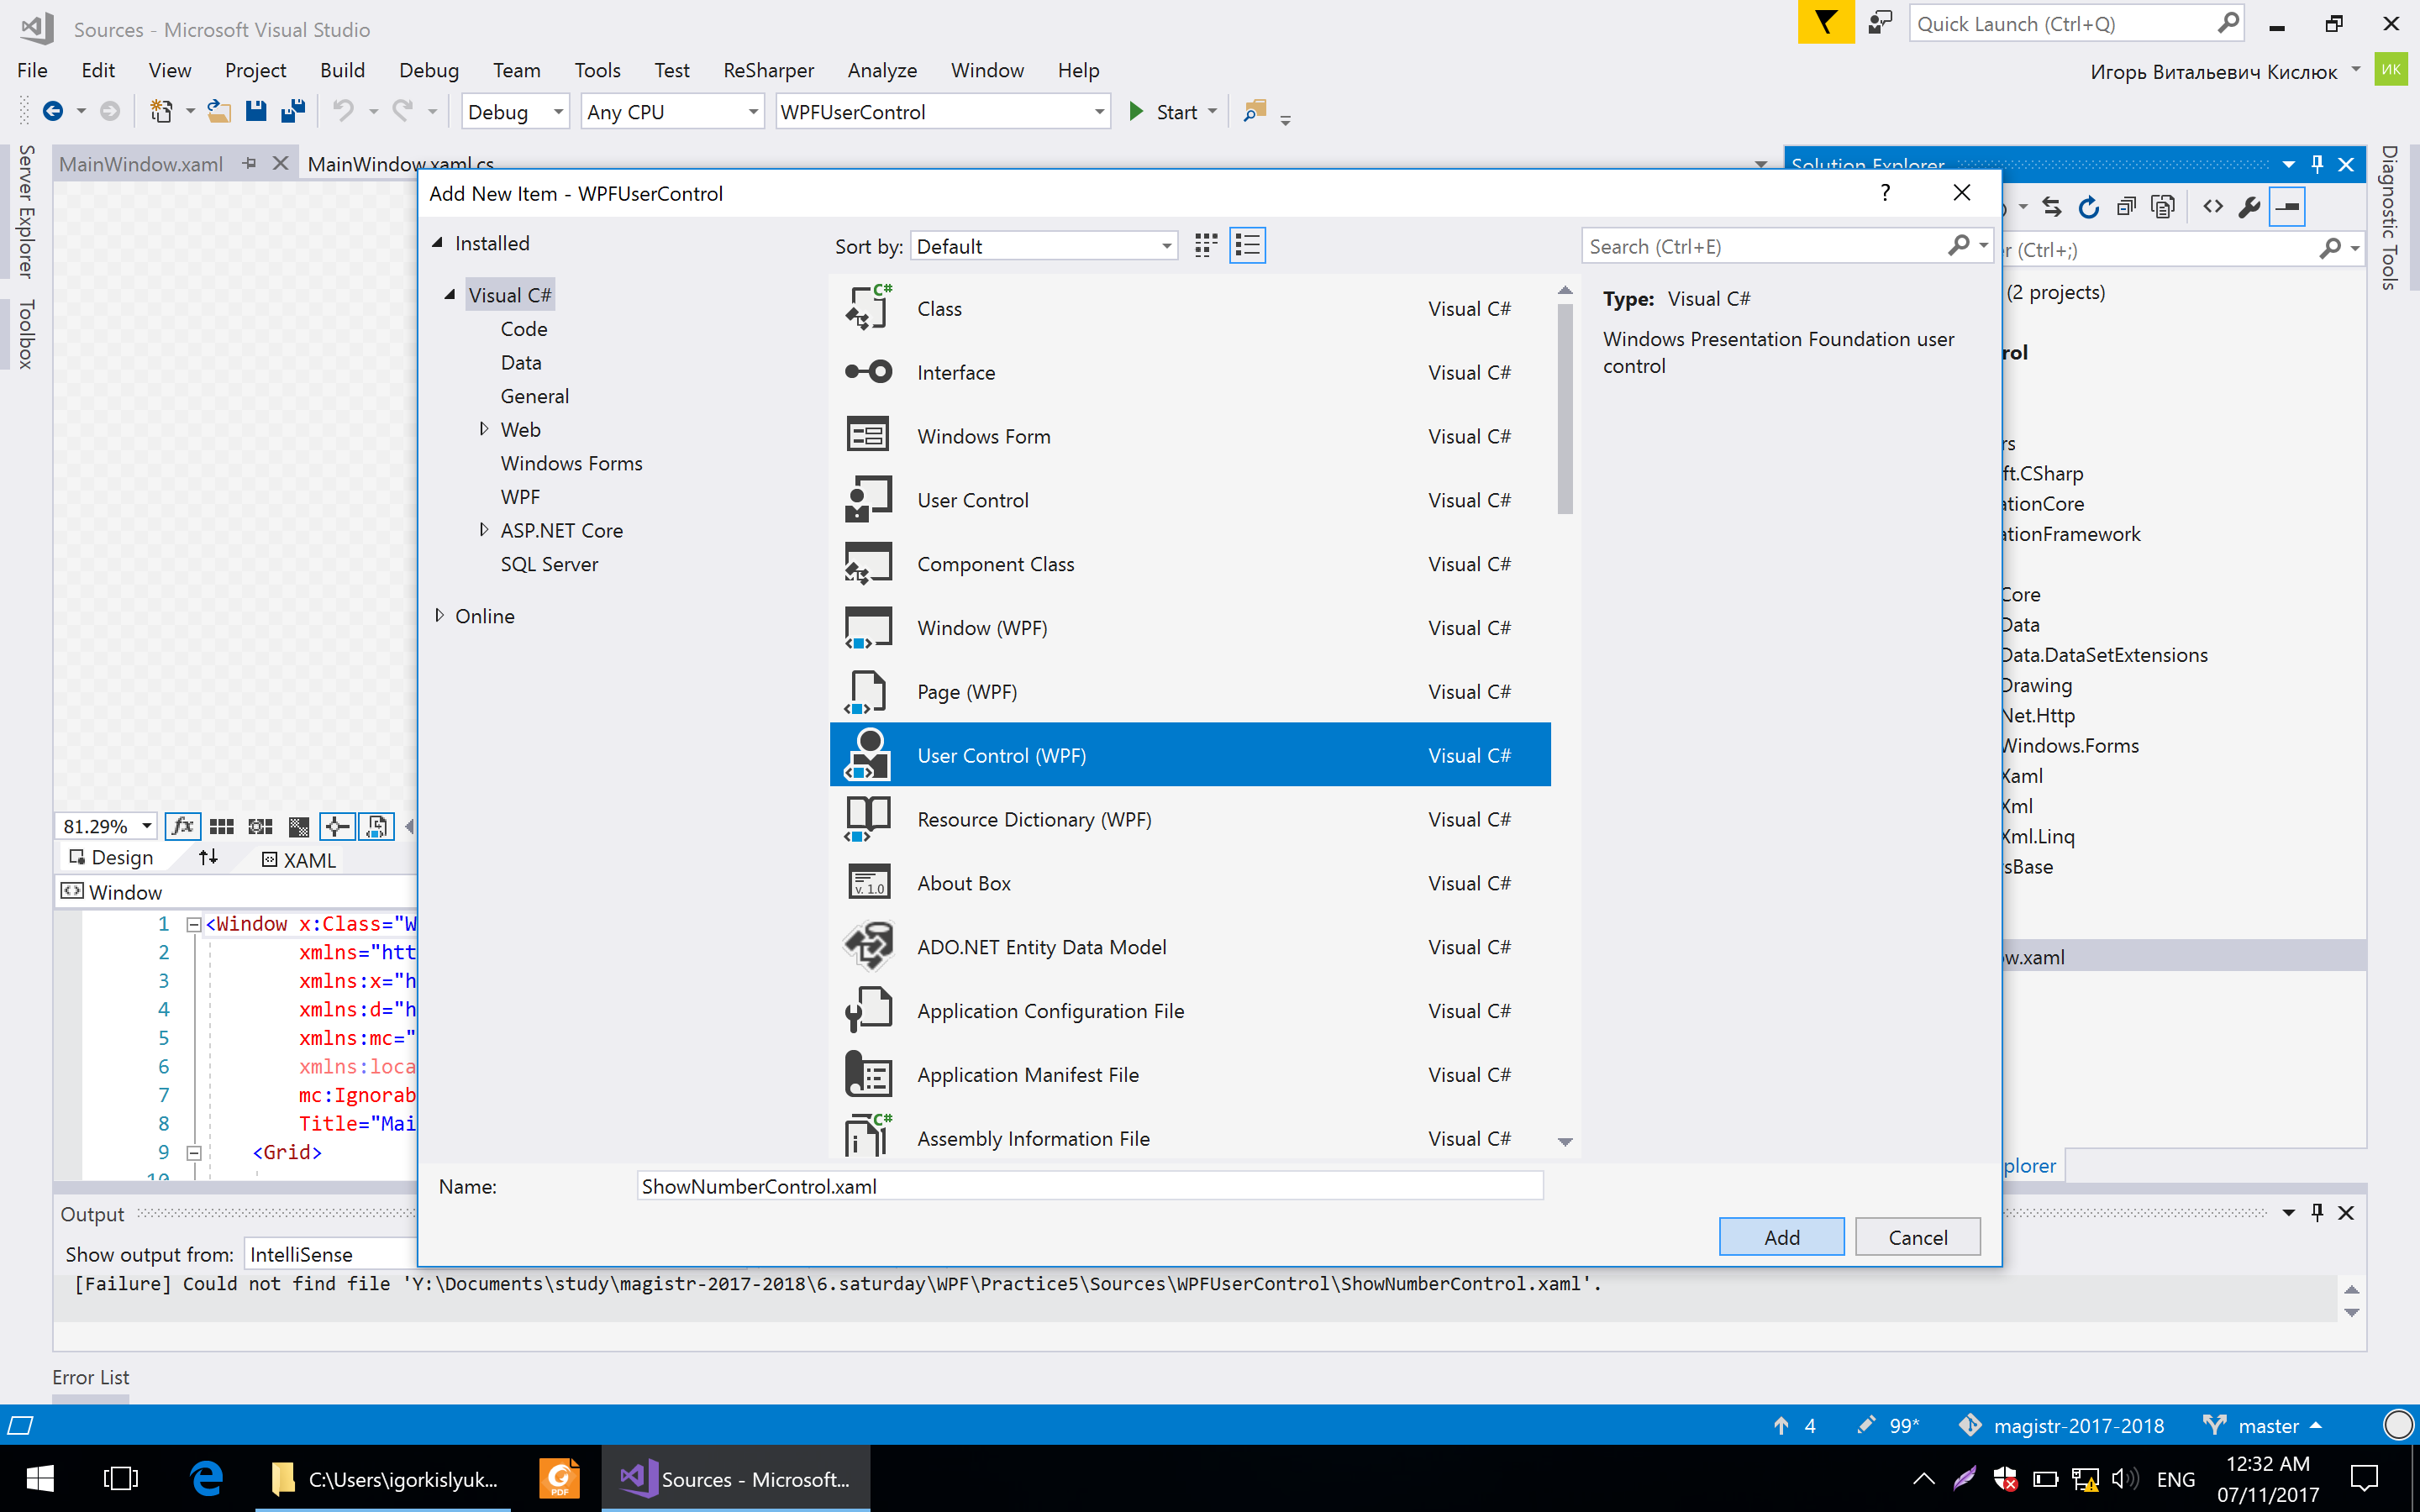 Sources - Microsoft Visual Studio
Quick Launch (Ctrl+Q)
File Edit View Project Build Debug Team Tools Test ReSharper Analyze Window Help
Игорь Витальевич Кислюк
ИК
Debug Any CPU WPFUserControl Start
Server Explorer
Toolbox
MainWindow.xaml MainWindow.xaml.cs
Solution Explorer
Diagnostic Tools
Add New Item - WPFUserControl
?
Installed
Visual C#
Code
Data
General
Web
Windows Forms
WPF
ASP.NET Core
SQL Server
Online
Sort by: Default
Search (Ctrl+E)
Class Visual C#
Interface Visual C#
Windows Form Visual C#
User Control Visual C#
Component Class Visual C#
Window (WPF) Visual C#
Page (WPF) Visual C#
User Control (WPF) Visual C#
Resource Dictionary (WPF) Visual C#
About Box Visual C#
ADO.NET Entity Data Model Visual C#
Application Configuration File Visual C#
Application Manifest File Visual C#
Assembly Information File Visual C#
Type: Visual C#
Windows Presentation Foundation user
control
Name: ShowNumberControl.xaml
Add Cancel
r (Ctrl+;)
(2 projects)
rol
rs
ft.CSharp
ationCore
ationFramework
Core
Data
Data.DataSetExtensions
Drawing
Net.Http
Windows.Forms
Xaml
Xml
Xml.Linq
sBase
w.xaml
plorer
81.29%
fx
Design XAML
Window
1 <Window x:Class="W
2 xmlns="htt
3 xmlns:x="h
4 xmlns:d="h
5 xmlns:mc="
6 xmlns:loca
7 mc:Ignorab
8 Title="Mai
9 <Grid>
10
Output
Show output from: IntelliSense
[Failure] Could not find file 'Y:\Documents\study\magistr-2017-2018\6.saturday\WPF\Practice5\Sources\WPFUserControl\ShowNumberControl.xaml'.
Error List
4 99* magistr-2017-2018 master
C:\Users\igorkislyuk...
PDF
Sources - Microsoft...
ENG
12:32 AM
07/11/2017